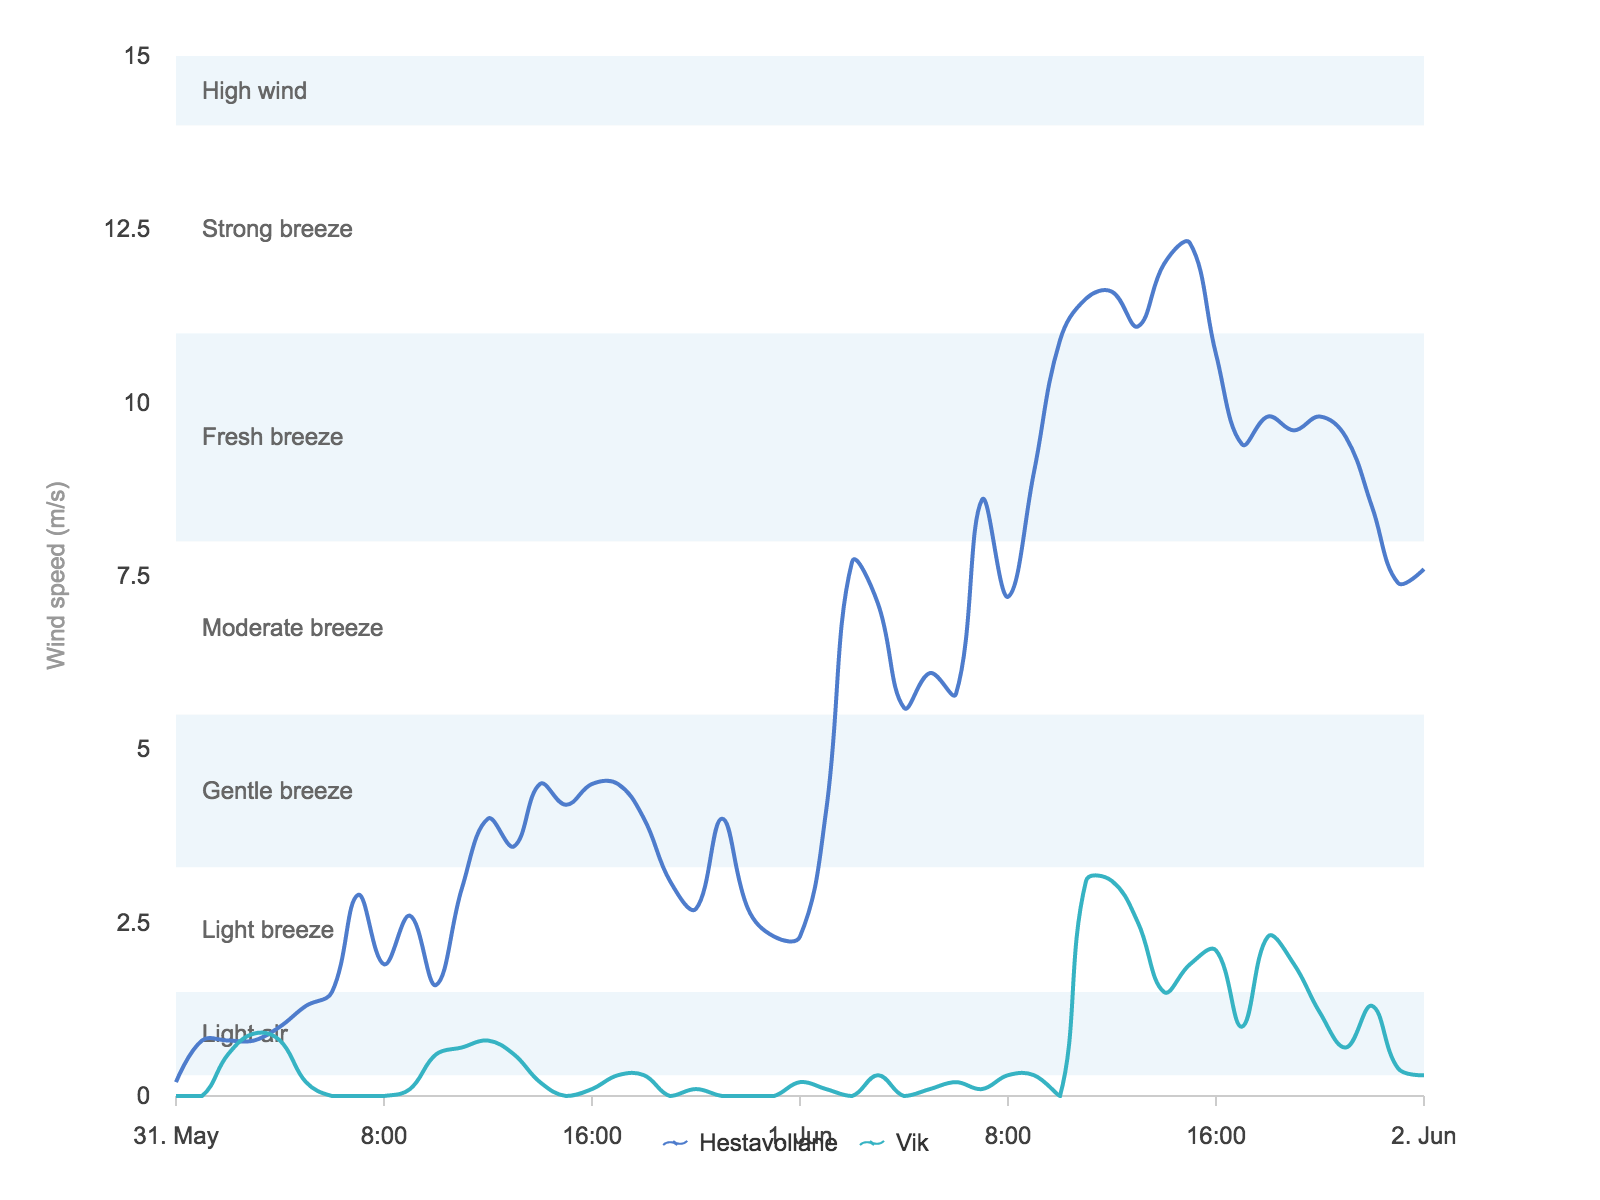 15
High wind
12.5
Strong breeze
10
Fresh breeze
Wind speed (m/s)
7.5
Moderate breeze
5
Gentle breeze
2.5
Light breeze
Light air
0
31. May 8:00 16:00 1. Jun 8:00 16:00 2. Jun
Hestavollane Vik